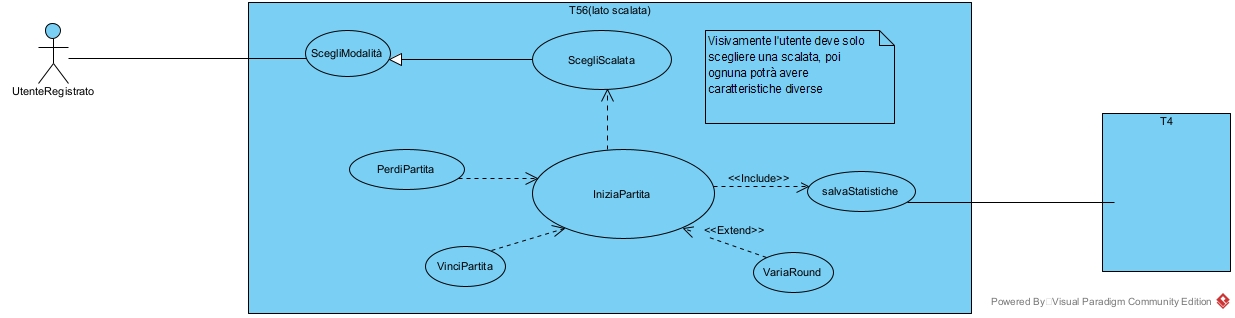 T56(lato scalata)
UtenteRegistrato
ScegliModalità
ScegliScalata
Visivamente l'utente deve solo
scegliere una scalata, poi
ognuna potrà avere
caratteristiche diverse
T4
PerdiPartita
IniziaPartita
<<Include>>
salvaStatistiche
<<Extend>>
VinciPartita
VariaRound
Powered By Visual Paradigm Community Edition